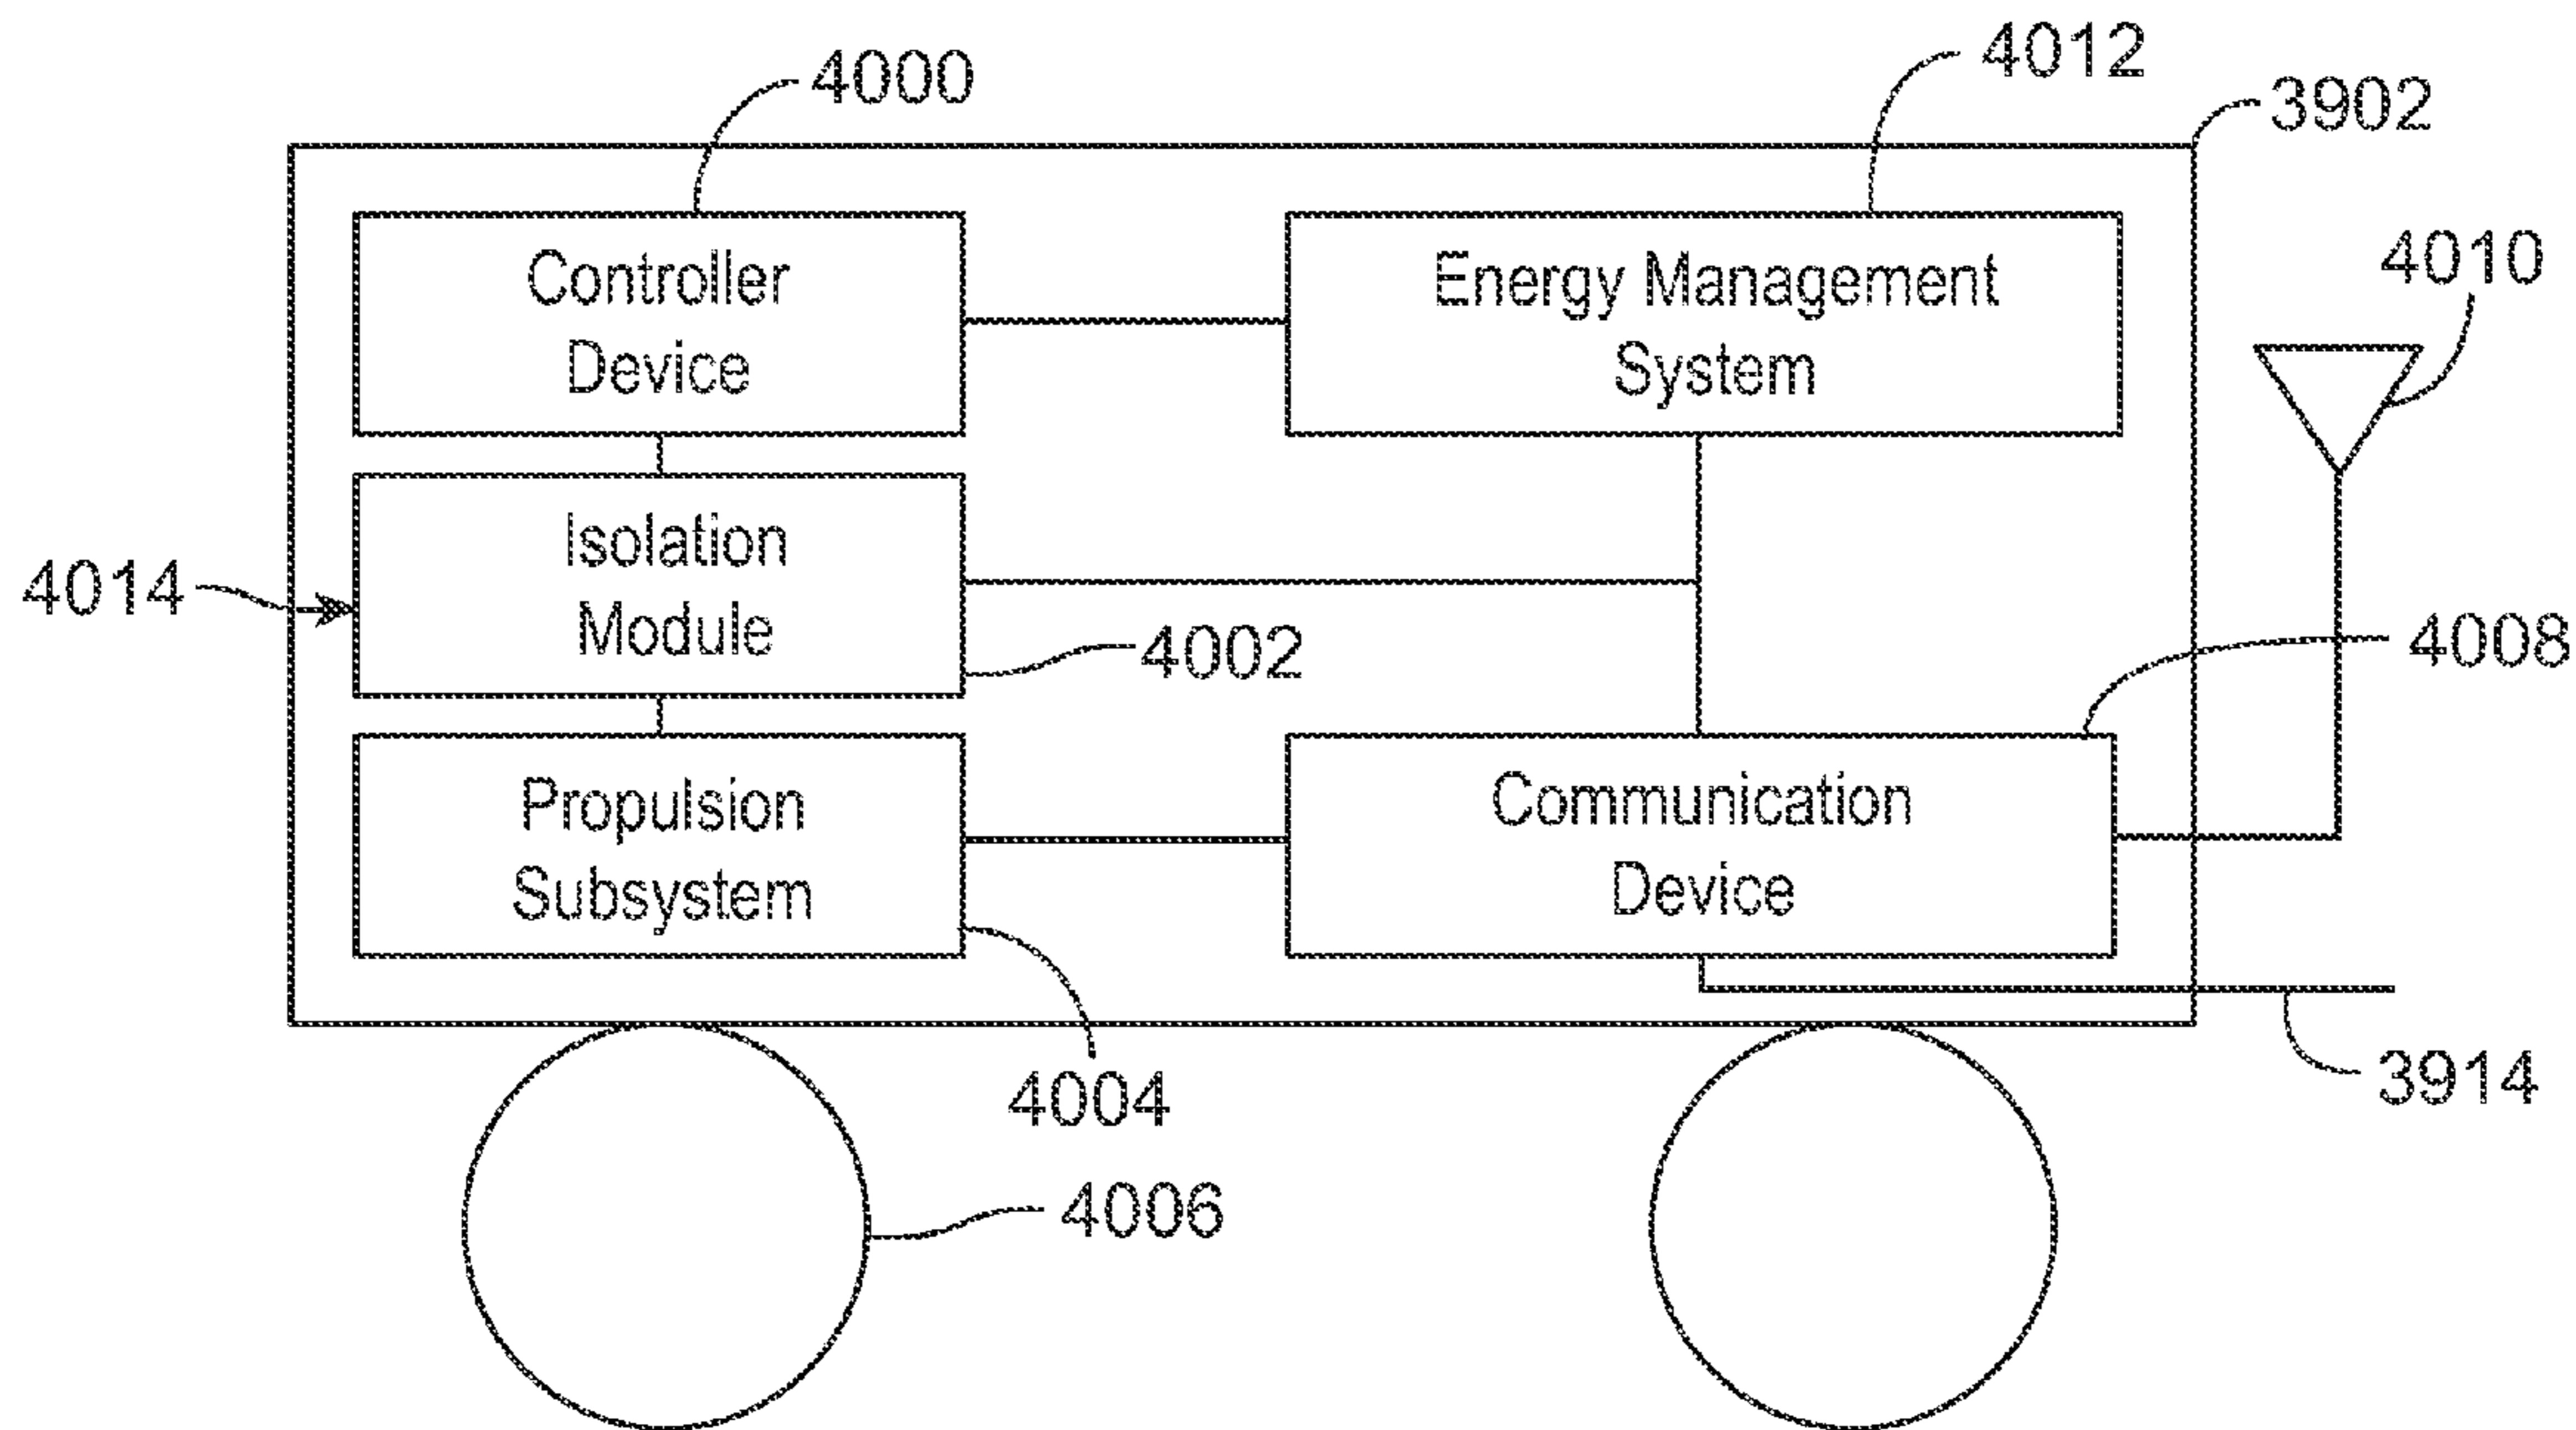 4000
4012
3902
Controller
Device
Energy Management
System
4010
Isolation
Module
4014
4002
4008
Propulsion
Subsystem
Communication
Device
4004
3914
4006